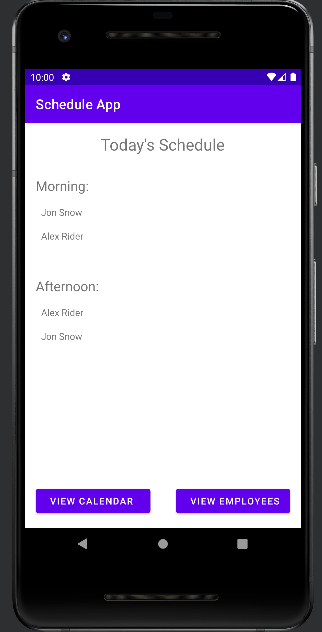 10:00
Schedule App
Today's Schedule
Morning:
Jon Snow
Alex Rider
Afternoon:
Alex Rider
Jon Snow
VIEW CALENDAR
VIEW EMPLOYEES